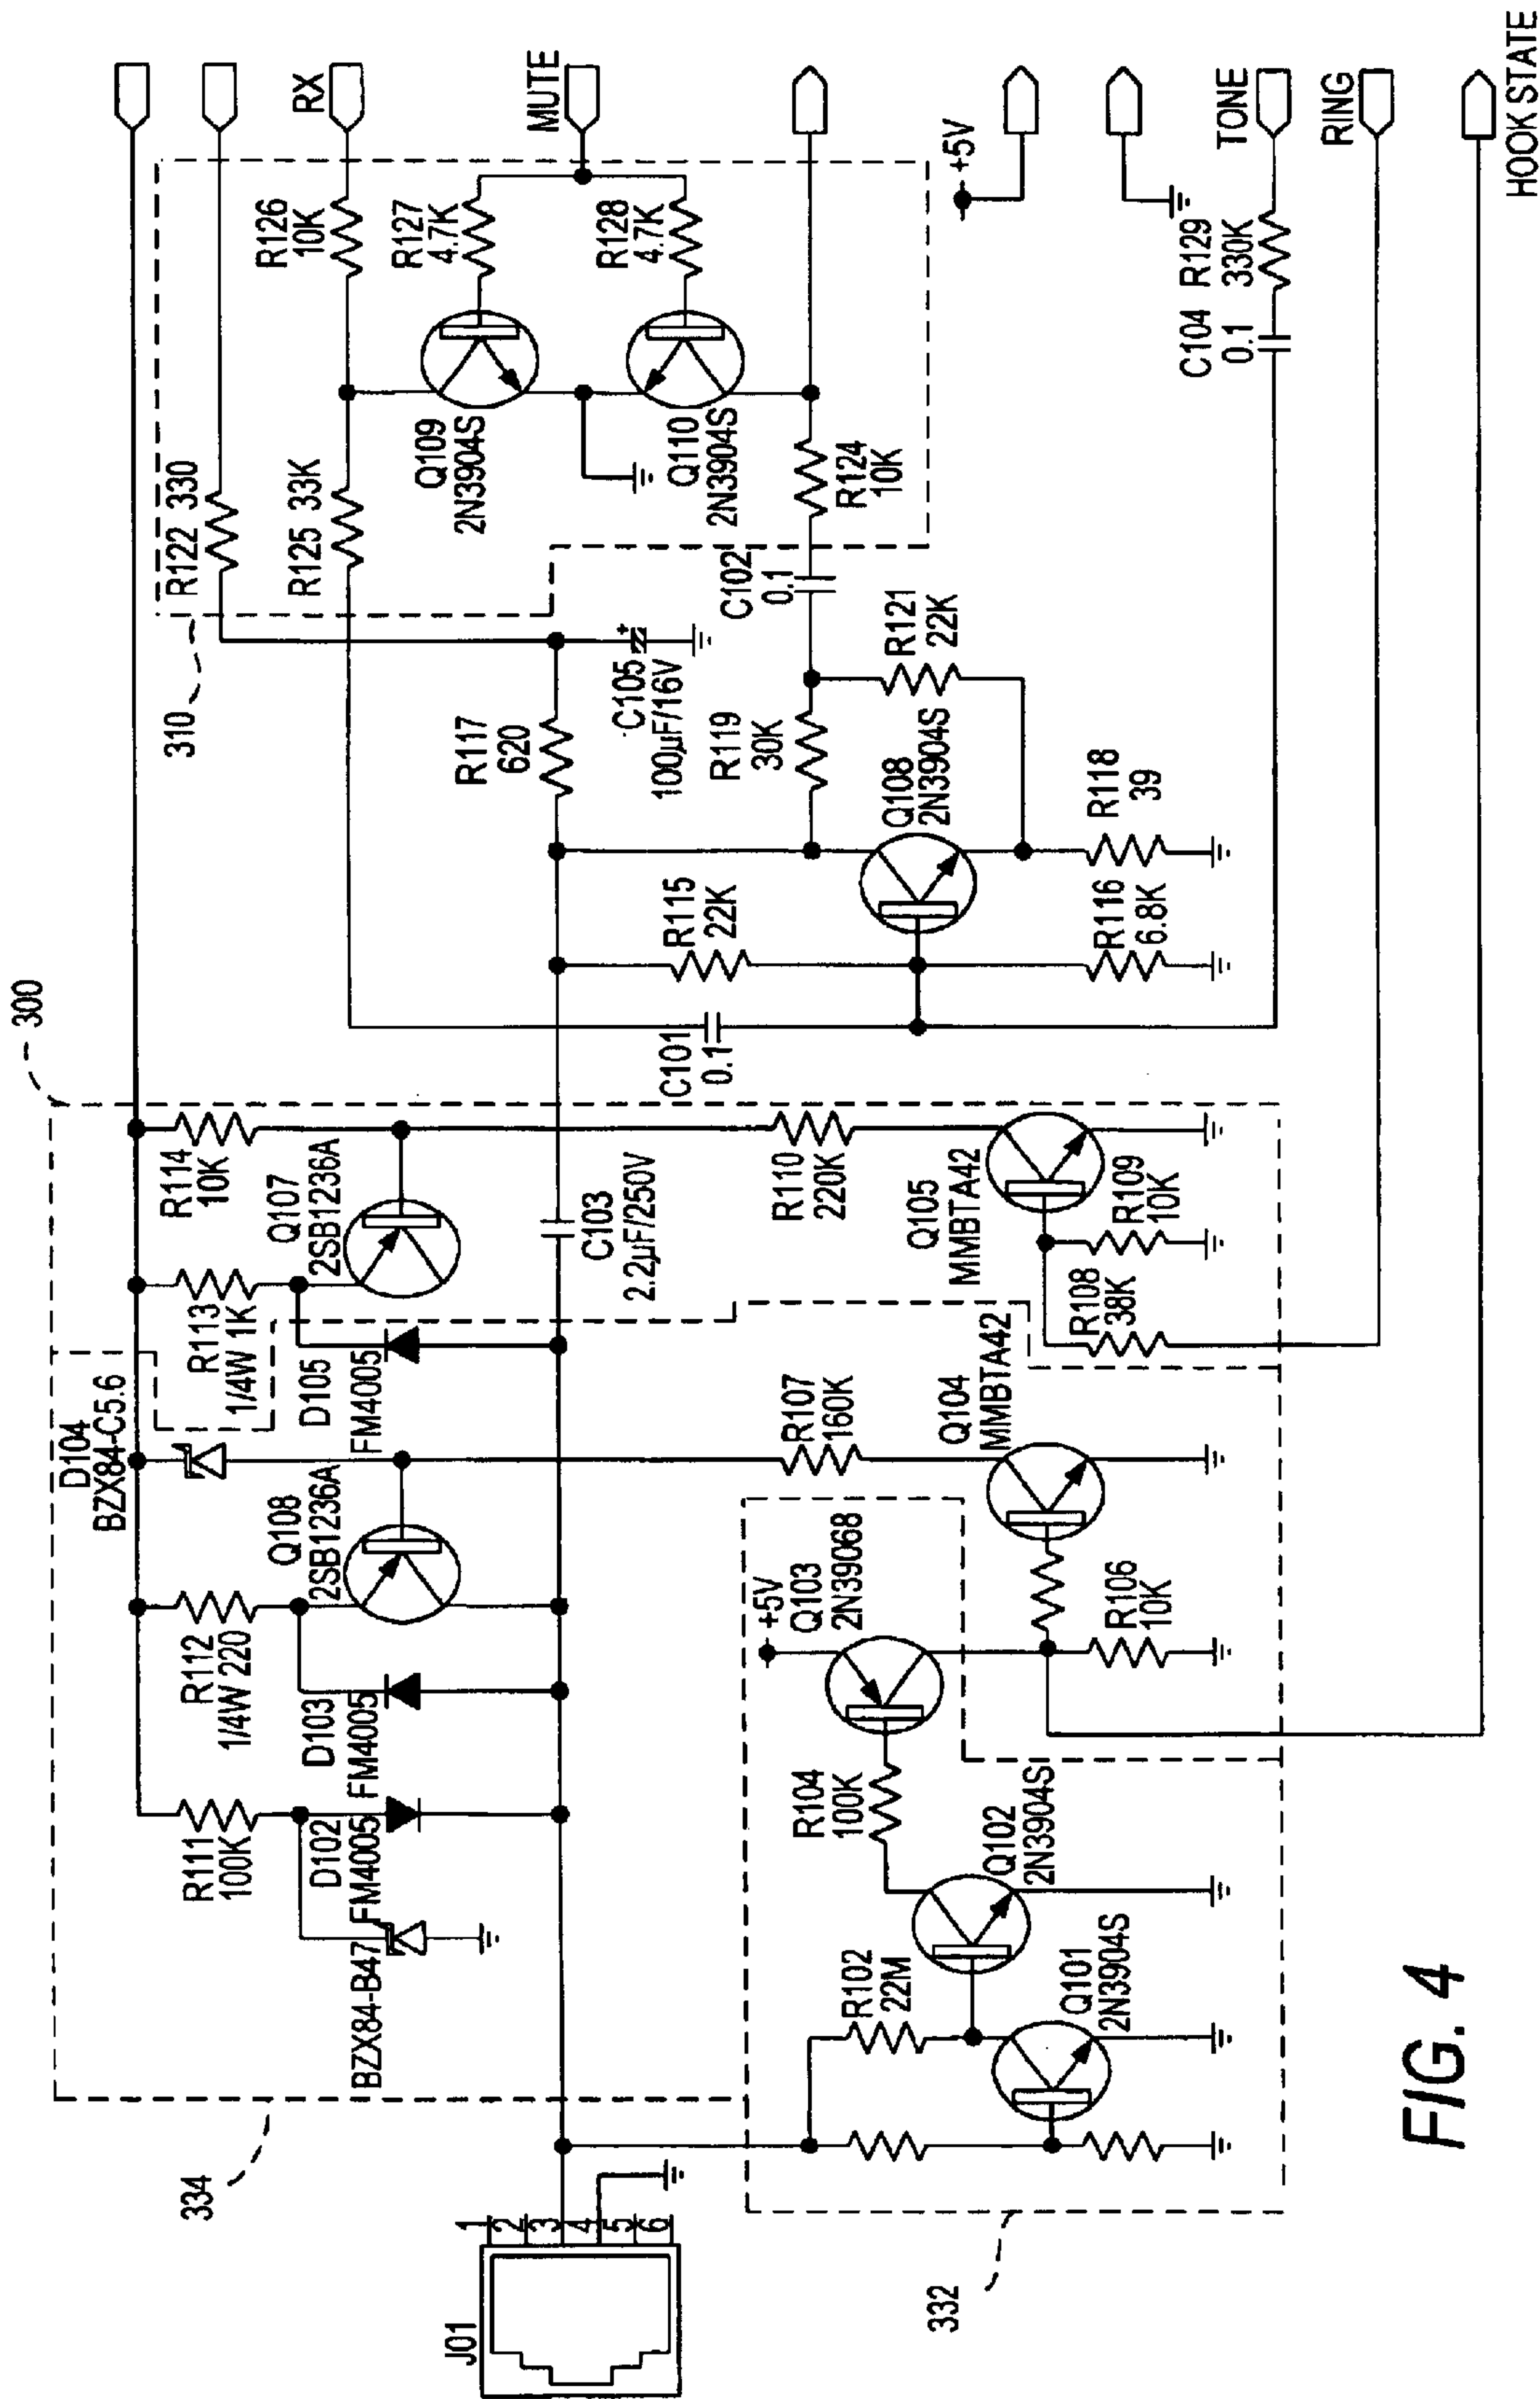 300
310
334
332
J01
1
2
3
4
5
6
R111
100K
D102
FM4005
BZX84-B47
R112
1/4W 220
D103
FM4005
Q108
2SB1236A
D104
BZX84-C5.6
R113
1/4W 1K
D105
FM4005
Q107
2SB1236A
R114
10K
C103
2.2µF/250V
R110
220K
Q105
MMBTA42
R109
10K
R108
38K
R107
160K
Q104
MMBTA42
+5V
Q103
2N39068
R106
10K
R104
100K
Q102
2N3904S
R102
22M
Q101
2N3904S
C101
0.1
R115
22K
R116
6.8K
R118
39
Q108
2N3904S
R119
30K
R121
22K
R117
620
C105
100µF/16V
+
C102
0.1
R124
10K
R122 330
R125 33K
R126
10K
R127
4.7K
R128
4.7K
Q109
2N3904S
Q110
2N3904S
C104
0.1
R129
330K
+5V
RX
MUTE
TONE
RING
HOOK STATE
FIG. 4